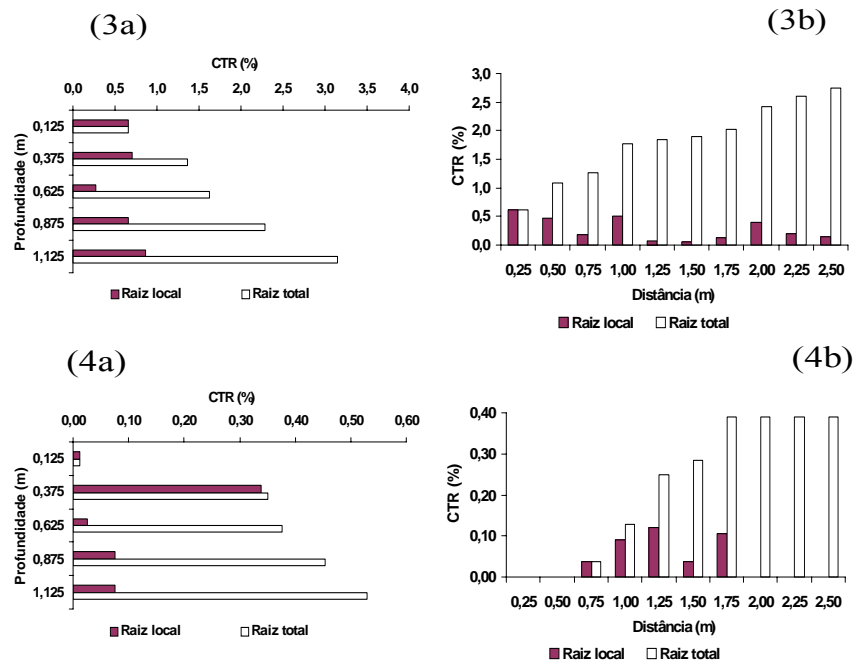 (3a)
CTR (%)
0,0 0,5 1,0 1,5 2,0 2,5 3,0 3,5 4,0
Profundidade (m)
0,125
0,375
0,625
0,875
1,125
Raiz local Raiz total
(3b)
CTR (%)
3,0
2,5
2,0
1,5
1,0
0,5
0,0
0,25 0,50 0,75 1,00 1,25 1,50 1,75 2,00 2,25 2,50
Distância (m)
Raiz local Raiz total
(4a)
CTR (%)
0,00 0,10 0,20 0,30 0,40 0,50 0,60
Profundidade (m)
0,125
0,375
0,625
0,875
1,125
Raiz local Raiz total
(4b)
CTR (%)
0,40
0,30
0,20
0,10
0,00
0,25 0,50 0,75 1,00 1,25 1,50 1,75 2,00 2,25 2,50
Distância (m)
Raiz local Raiz total